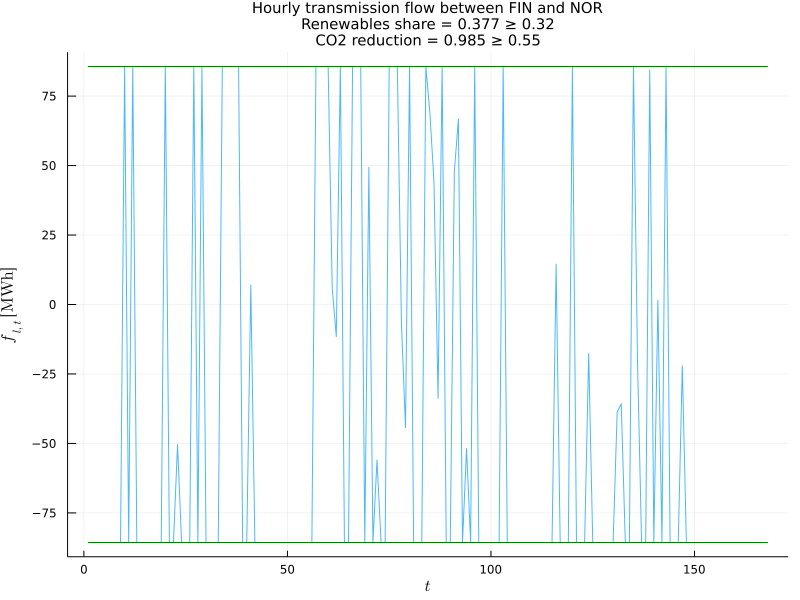 Hourly transmission flow between FIN and NOR
Renewables share = 0.377 ≥ 0.32
CO2 reduction = 0.985 ≥ 0.55
75
50
25
0
−25
−50
−75
f_{l,t} [MWh]
0
50
100
150
t